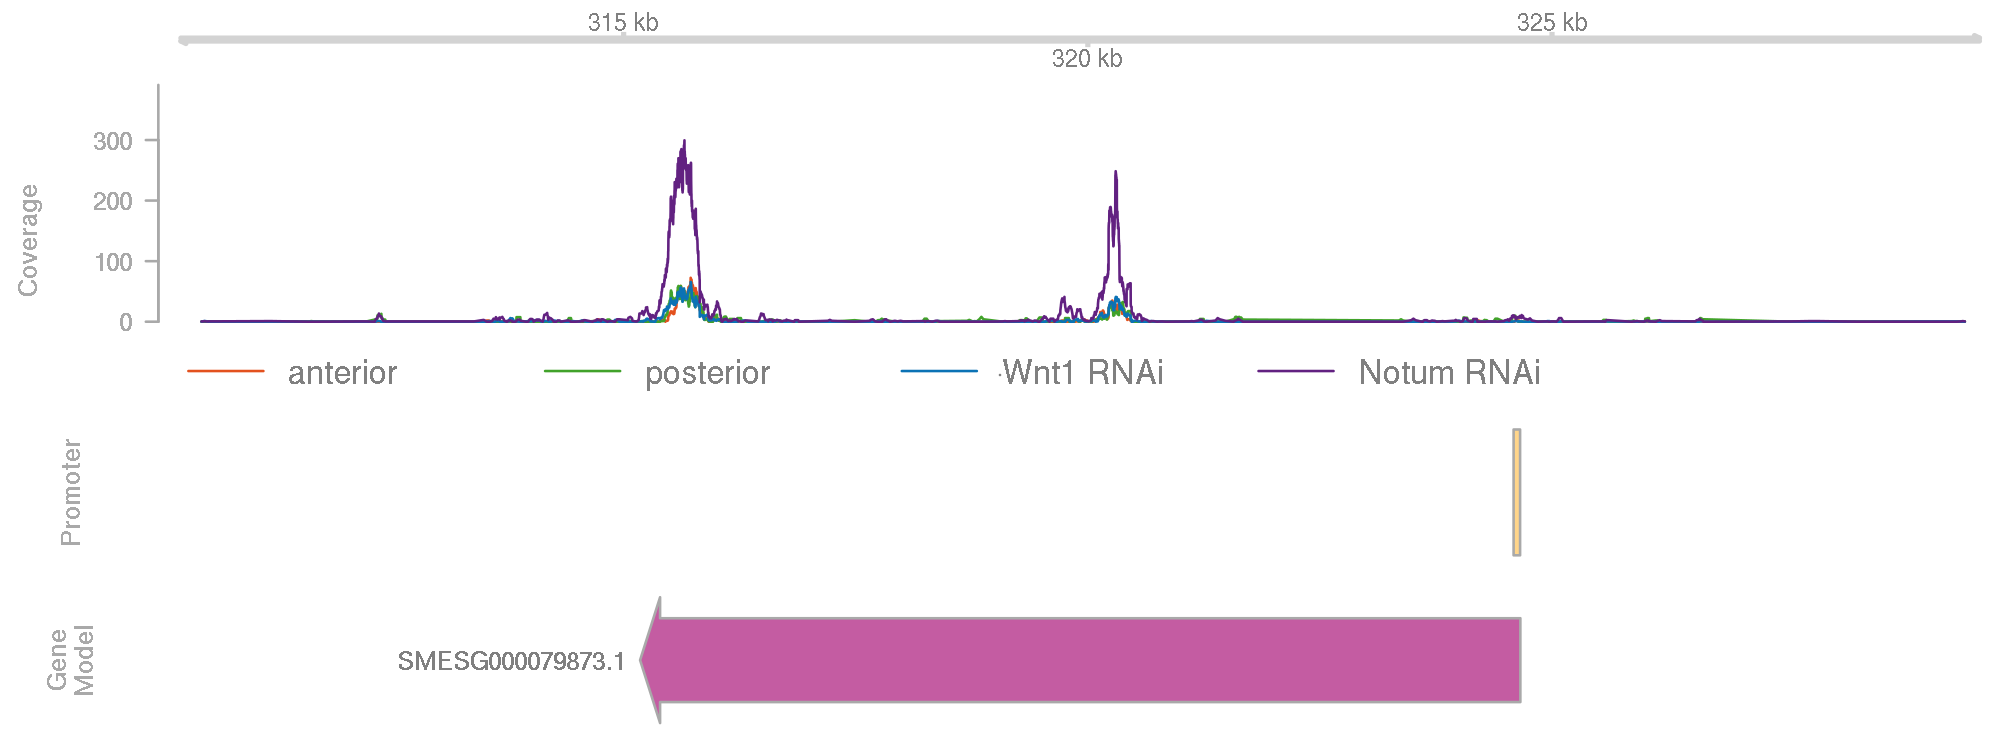 315 kb
325 kb
320 kb
Coverage
300
200
100
0
anterior
posterior
Wnt1 RNAi
Notum RNAi
Promoter
Gene
Model
SMESG000079873.1